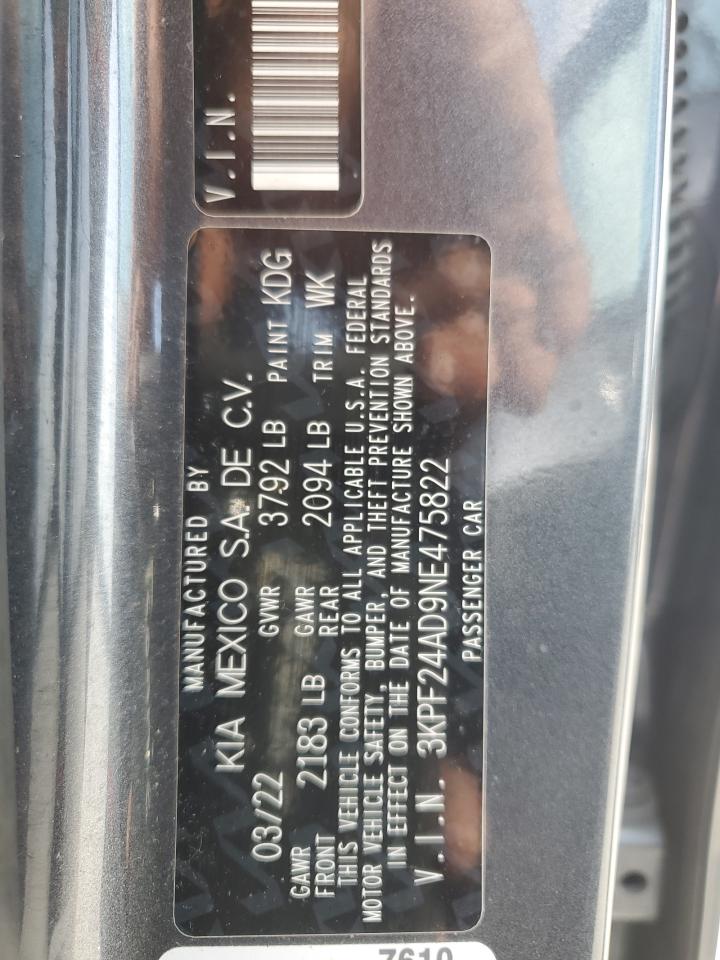 V.I.N.
MANUFACTURED BY
KIA MEXICO S.A. DE C.V.
03/22 GVWR 3792 LB PAINT KDG
GAWR FRONT 2183 LB GAWR REAR 2094 LB TRIM WK
THIS VEHICLE CONFORMS TO ALL APPLICABLE U.S.A. FEDERAL
MOTOR VEHICLE SAFETY, BUMPER, AND THEFT PREVENTION STANDARDS
IN EFFECT ON THE DATE OF MANUFACTURE SHOWN ABOVE.
V.I.N. 3KPF24AD9NE475822
PASSENGER CAR
7610